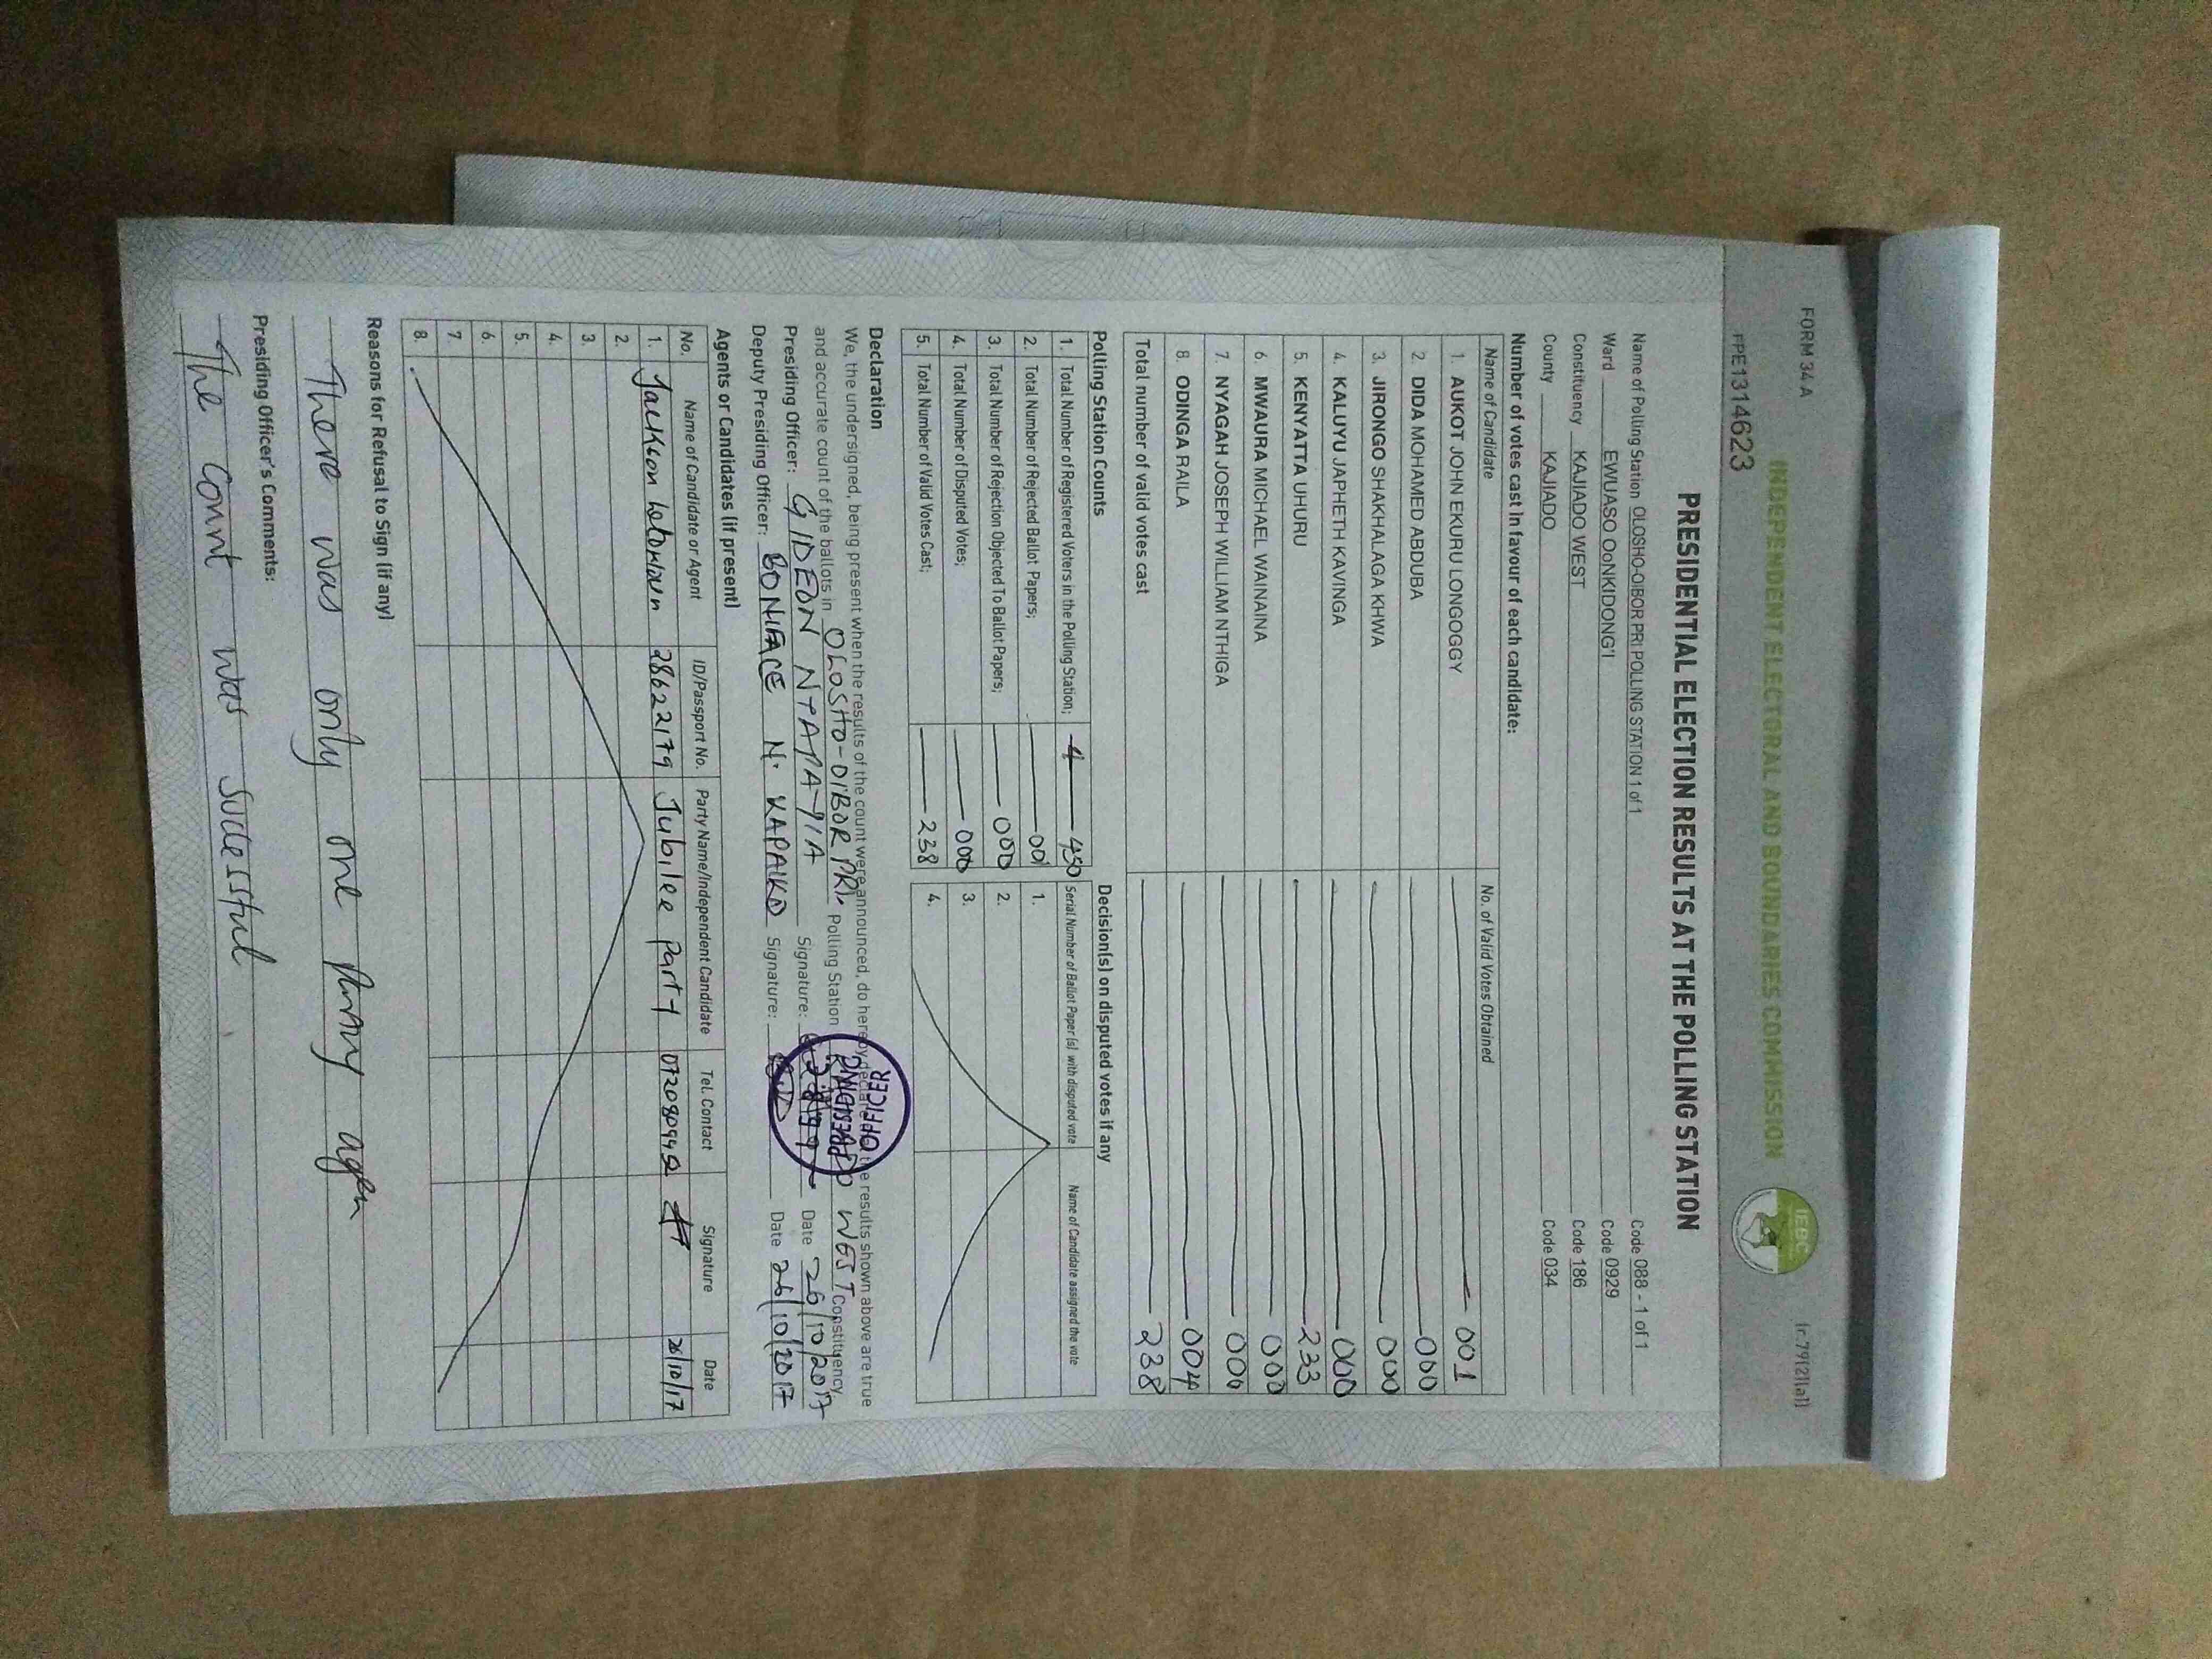 FORM 34 A
(r.79(2)(a))
INDEPENDENT ELECTORAL AND BOUNDARIES COMMISSION
IEBC
PPE1314623
PRESIDENTIAL ELECTION RESULTS AT THE POLLING STATION
Name of Polling Station OLOSHO-OIBOR PRI POLLING STATION 1 of 1 Code 088 - 1 of 1
Ward EWUASO OoNKIDONG'I Code 0929
Constituency KAJIADO WEST Code 186
County KAJIADO Code 034
Number of votes cast in favour of each candidate:
Name of Candidate No. of Valid Votes Obtained
1. AUKOT JOHN EKURU LONGOGGY 001
2. DIDA MOHAMED ABDUBA 000
3. JIRONGO SHAKHALAGA KHWA 000
4. KALUYU JAPHETH KAVINGA 000
5. KENYATTA UHURU 233
6. MWAURA MICHAEL WAINAINA 000
7. NYAGAH JOSEPH WILLIAM NTHIGA 000
8. ODINGA RAILA 004
Total number of valid votes cast 238
Polling Station Counts
1. Total Number of Registered Voters in the Polling Station; 450
2. Total Number of Rejected Ballot Papers;
3. Total Number of Rejection Objected To Ballot Papers; 000
4. Total Number of Disputed Votes; 000
5. Total Number of Valid Votes Cast; 238
Decision(s) on disputed votes if any
Serial Number of Ballot Paper (s) with disputed vote Name of Candidate assigned the vote
1.
2.
3.
4.
Declaration
We, the undersigned, being present when the results of the count were announced, do hereby declare the results shown above are true
and accurate count of the ballots in OLOSHO-OIBOR PRI. Polling Station WEST Constituency
Presiding Officer: GIDEON Signature: Date 26/10/2017
Deputy Presiding Officer: BONIFACE N. KAPAIKO Signature: Date 26/10/2017
PRESIDING
OFFICER
Agents or Candidates (if present)
No. Name of Candidate or Agent ID/Passport No. Party Name/Independent Candidate Tel. Contact Signature Date
1. Jackson 28622179 Jubilee Party 26/10/17
2.
3.
4.
5.
6.
7
8.
Reasons for Refusal to Sign (if any)
There was only one party agen
Presiding Officer's Comments:
The count was sucessful